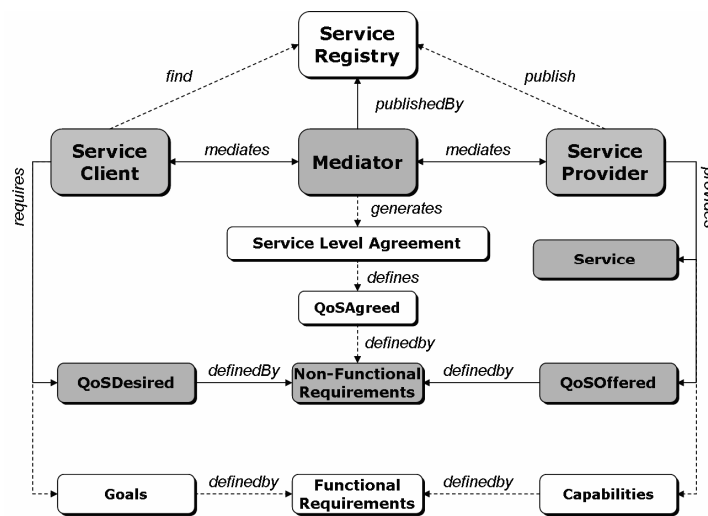 Service
Registry
find
publish
publishedBy
Service
Client
mediates
Mediator
mediates
Service
Provider
requires
provides
generates
Service Level Agreement
Service
defines
QoSAgreed
definedby
QoSDesired
definedBy
Non-Functional
Requirements
definedby
QoSOffered
Goals
definedby
Functional
Requirements
definedby
Capabilities